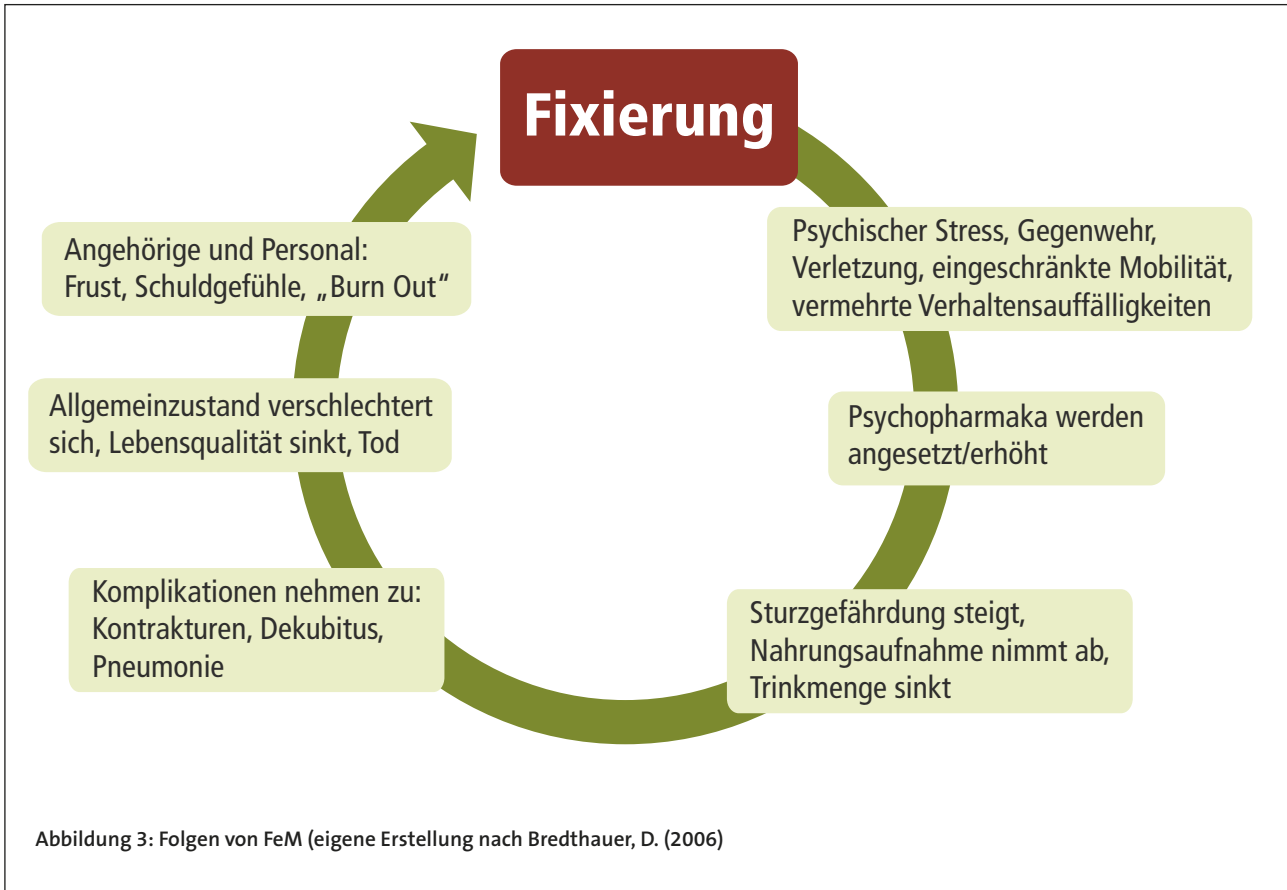 Fixierung
Psychischer Stress, Gegenwehr,
Verletzung, eingeschränkte Mobilität,
vermehrte Verhaltensauffälligkeiten
Psychopharmaka werden
angesetzt/erhöht
Sturzgefährdung steigt,
Nahrungsaufnahme nimmt ab,
Trinkmenge sinkt
Komplikationen nehmen zu:
Kontrakturen, Dekubitus,
Pneumonie
Allgemeinzustand verschlechtert
sich, Lebensqualität sinkt, Tod
Angehörige und Personal:
Frust, Schuldgefühle, „Burn Out“
Abbildung 3: Folgen von FeM (eigene Erstellung nach Bredthauer, D. (2006)